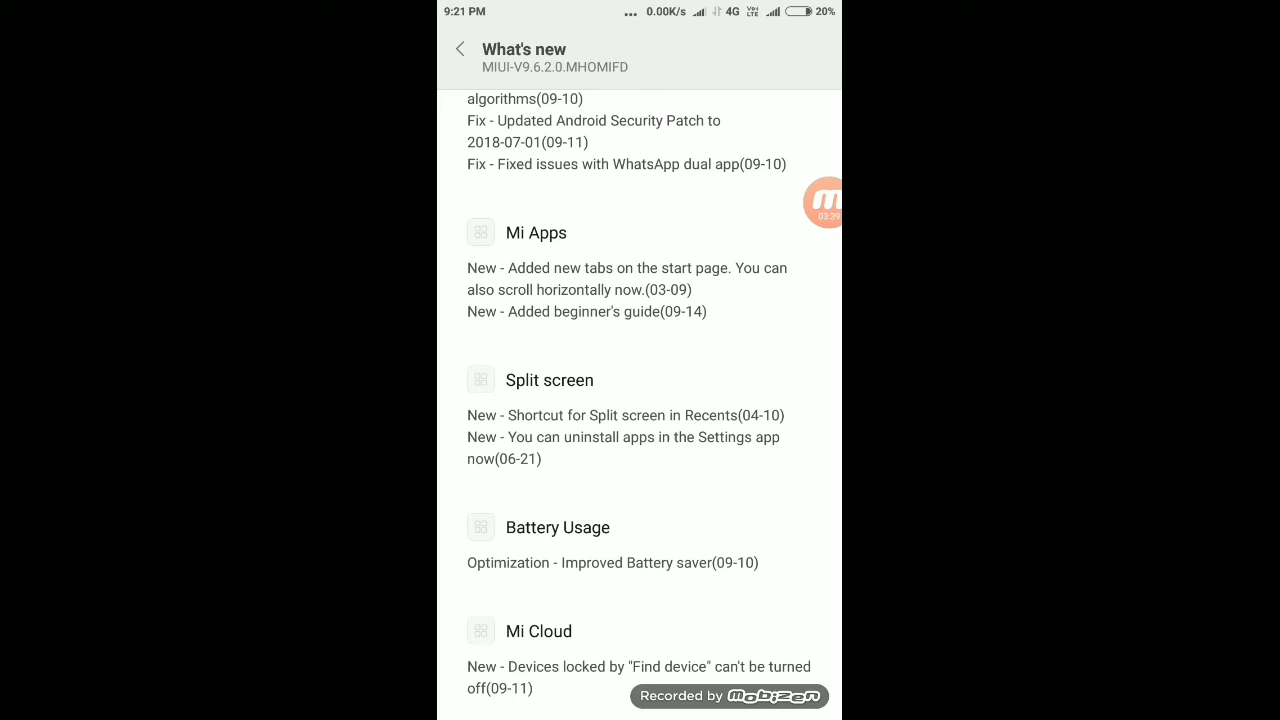 9:21 PM ... 0.00K/s 4G VoLTE 20%
What's new
MIUI-V9.6.2.0.MHOMIFD
algorithms(09-10)
Fix - Updated Android Security Patch to
2018-07-01(09-11)
Fix - Fixed issues with WhatsApp dual app(09-10)
03:39
Mi Apps
New - Added new tabs on the start page. You can
also scroll horizontally now.(03-09)
New - Added beginner's guide(09-14)
Split screen
New - Shortcut for Split screen in Recents(04-10)
New - You can uninstall apps in the Settings app
now(06-21)
Battery Usage
Optimization - Improved Battery saver(09-10)
Mi Cloud
New - Devices locked by "Find device" can't be turned
off(09-11)
Recorded by mobizen